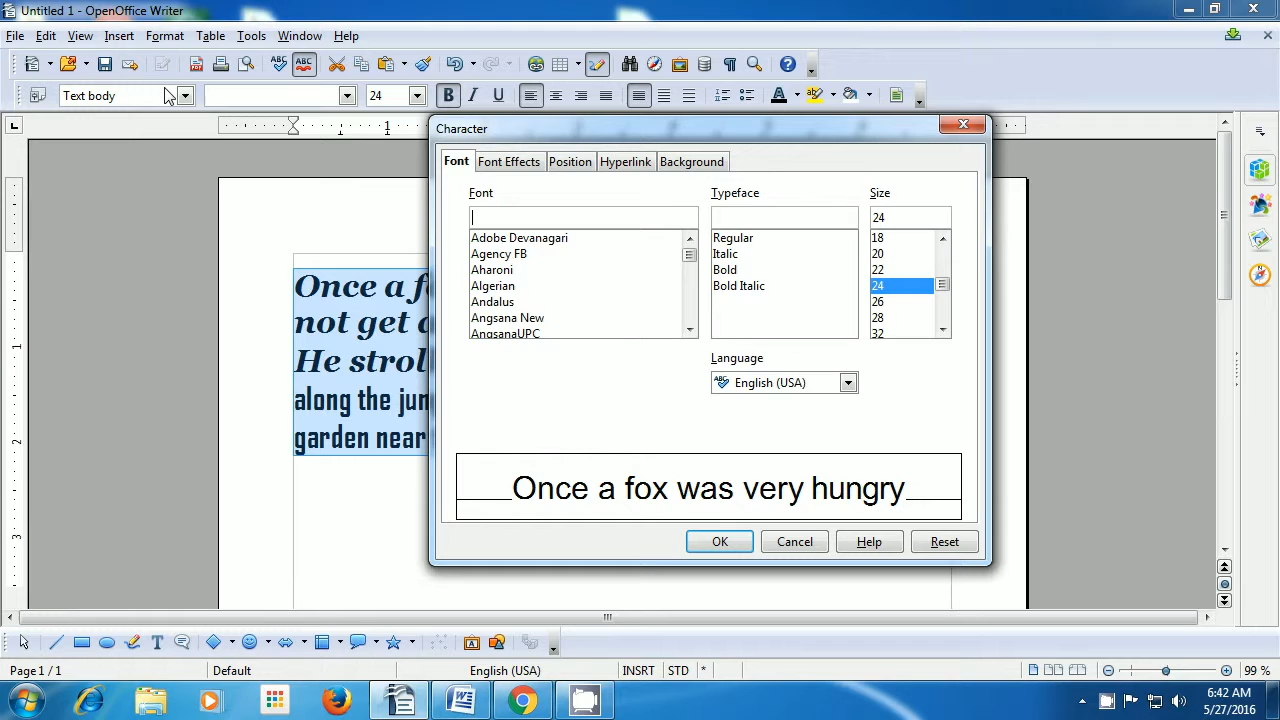 Untitled 1 - OpenOffice Writer
File Edit View Insert Format Table Tools Window Help
Text body 24 B I U
Character
Font Font Effects Position Hyperlink Background
Font Typeface Size
24
Adobe Devanagari Regular 18
Agency FB Italic 20
Aharoni Bold 22
Algerian Bold Italic 24
Andalus 26
Angsana New 28
AngsanaUPC 32
Language
English (USA)
Once a fox was very hungry
OK Cancel Help Reset
Once a f
not get
He strol
along the jun
garden near
1
1
2
3
Page 1 / 1 Default English (USA) INSRT STD * 99 %
6:42 AM
5/27/2016